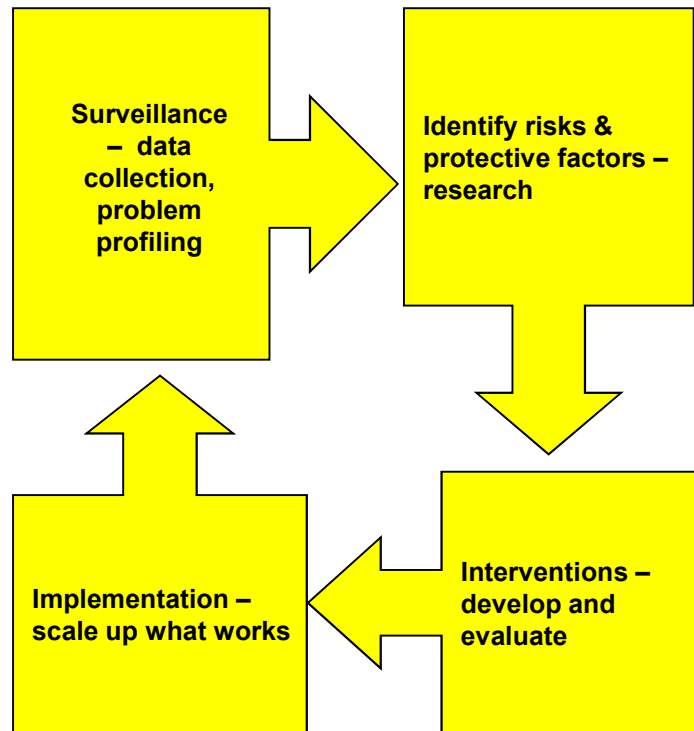 Surveillance
– data
collection,
problem
profiling
Identify risks &
protective factors –
research
Interventions –
develop and
evaluate
Implementation –
scale up what works